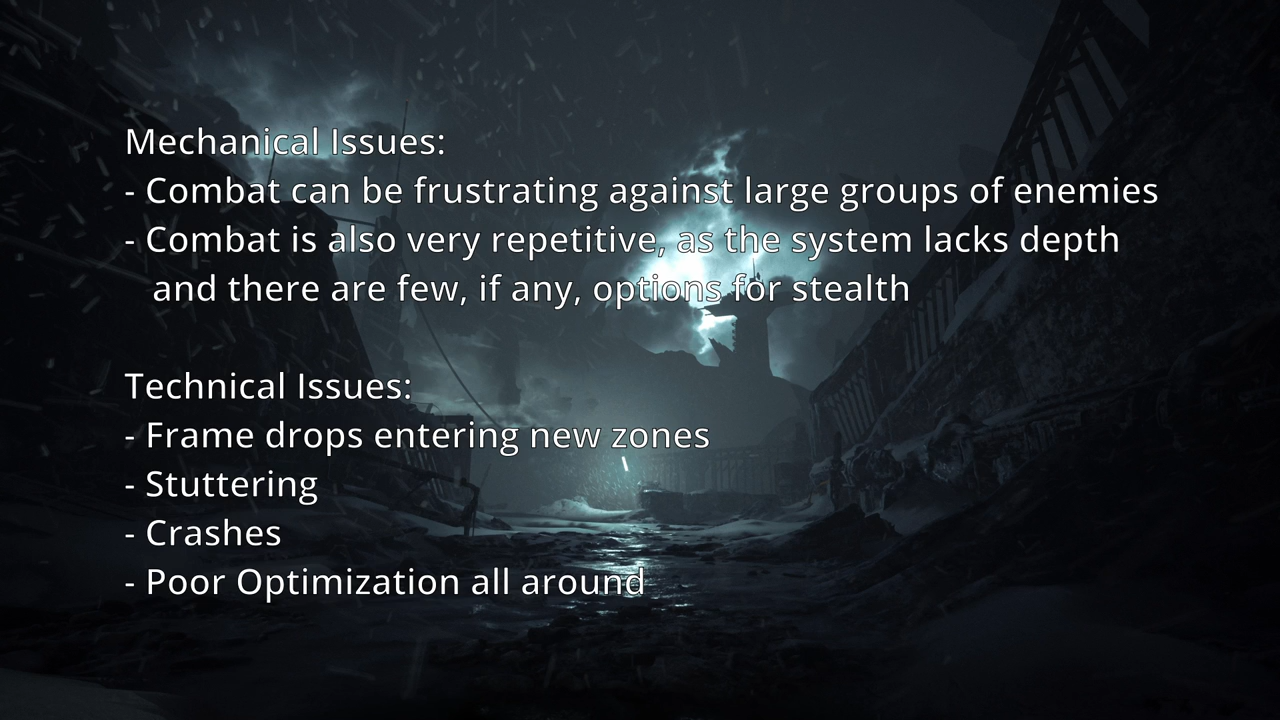 Mechanical Issues:
- Combat can be frustrating against large groups of enemies
- Combat is also very repetitive, as the system lacks depth
and there are few, if any, options for stealth
Technical Issues:
- Frame drops entering new zones
- Stuttering
- Crashes
- Poor Optimization all around